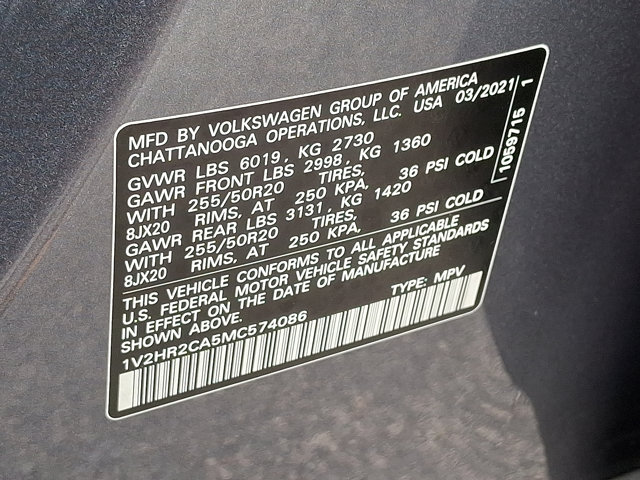 MFD BY VOLKSWAGEN GROUP OF AMERICA
CHATTANOOGA OPERATIONS, LLC. USA 03/2021
GVWR LBS 6019, KG 2730
GAWR FRONT LBS 2998, KG 1360
WITH 255/50R20 TIRES,
8JX20 RIMS, AT 250 KPA, 36 PSI COLD
GAWR REAR LBS 3131, KG 1420
WITH 255/50R20 TIRES,
8JX20 RIMS, AT 250 KPA, 36 PSI COLD
THIS VEHICLE CONFORMS TO ALL APPLICABLE
U.S. FEDERAL MOTOR VEHICLE SAFETY STANDARDS
IN EFFECT ON THE DATE OF MANUFACTURE
SHOWN ABOVE. TYPE: MPV
1V2HR2CA5MC574086
1059715 1